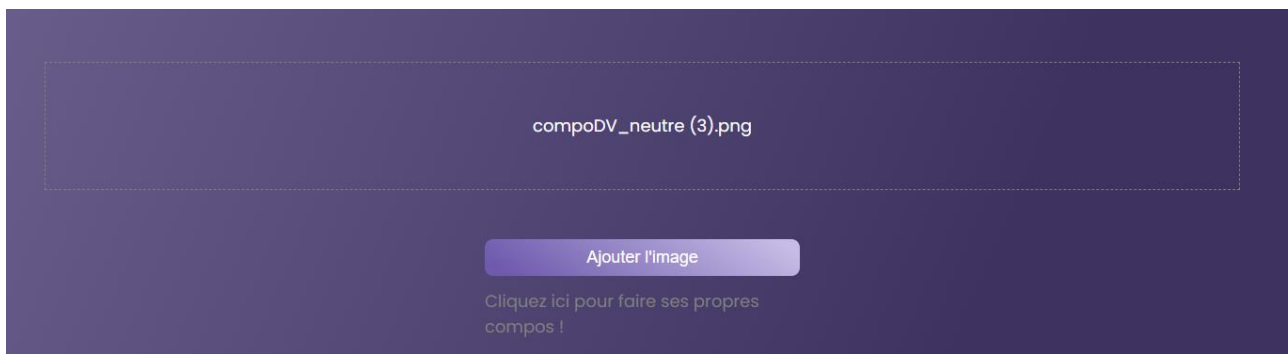 compoDV_neutre (3).png
Ajouter l'image
Cliquez ici pour faire ses propres
compos !